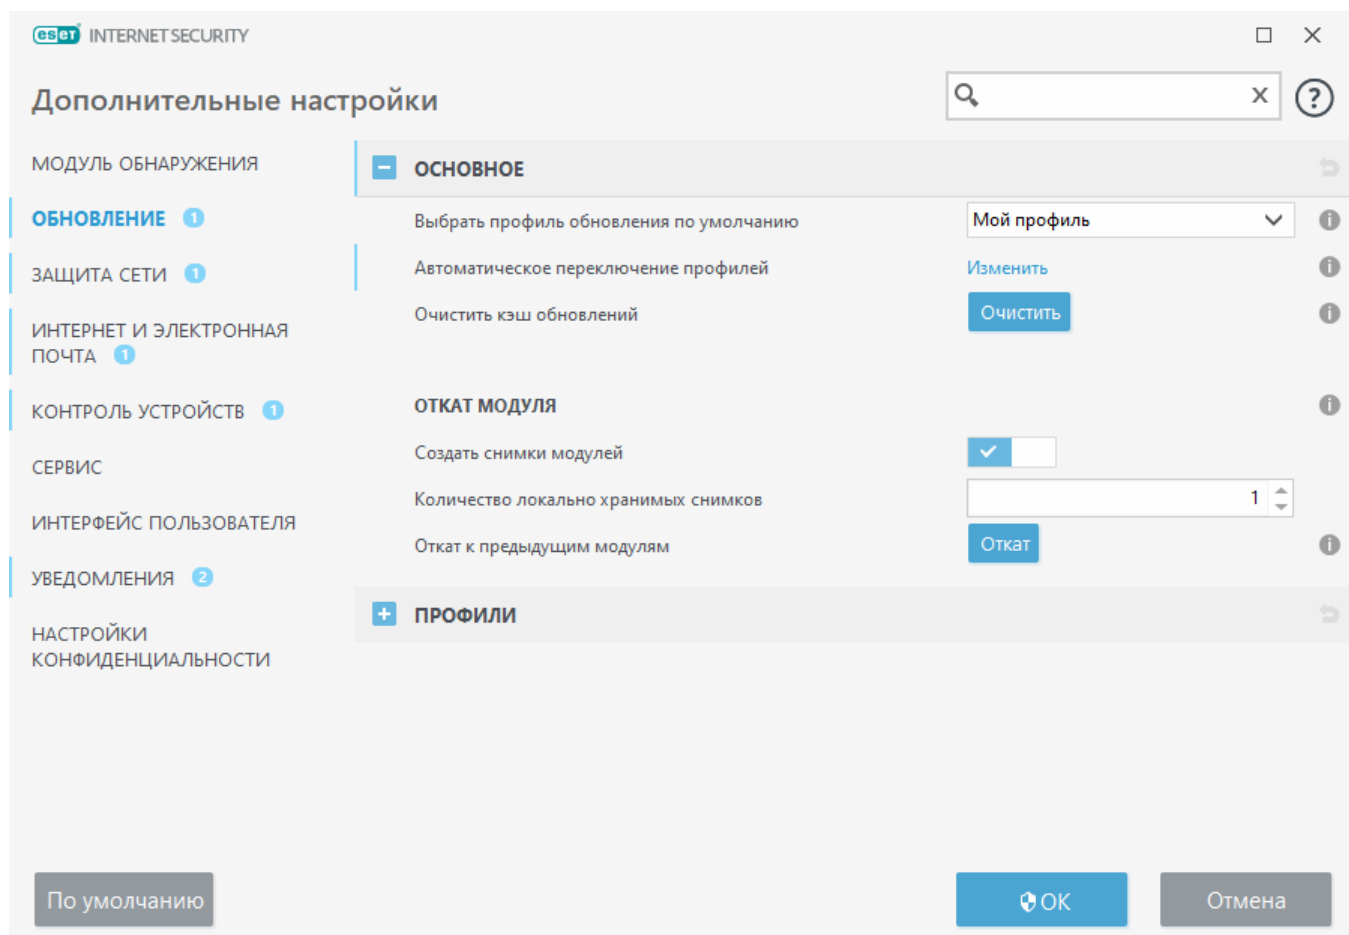 eset INTERNET SECURITY
Дополнительные настройки
X
?
МОДУЛЬ ОБНАРУЖЕНИЯ
ОБНОВЛЕНИЕ 1
ЗАЩИТА СЕТИ 1
ИНТЕРНЕТ И ЭЛЕКТРОННАЯ
ПОЧТА 1
КОНТРОЛЬ УСТРОЙСТВ 1
СЕРВИС
ИНТЕРФЕЙС ПОЛЬЗОВАТЕЛЯ
УВЕДОМЛЕНИЯ 2
НАСТРОЙКИ
КОНФИДЕНЦИАЛЬНОСТИ
ОСНОВНОЕ
Выбрать профиль обновления по умолчанию Мой профиль
Автоматическое переключение профилей Изменить
Очистить кэш обновлений Очистить
ОТКАТ МОДУЛЯ
Создать снимки модулей
Количество локально хранимых снимков 1
Откат к предыдущим модулям Откат
ПРОФИЛИ
По умолчанию
OK
Отмена